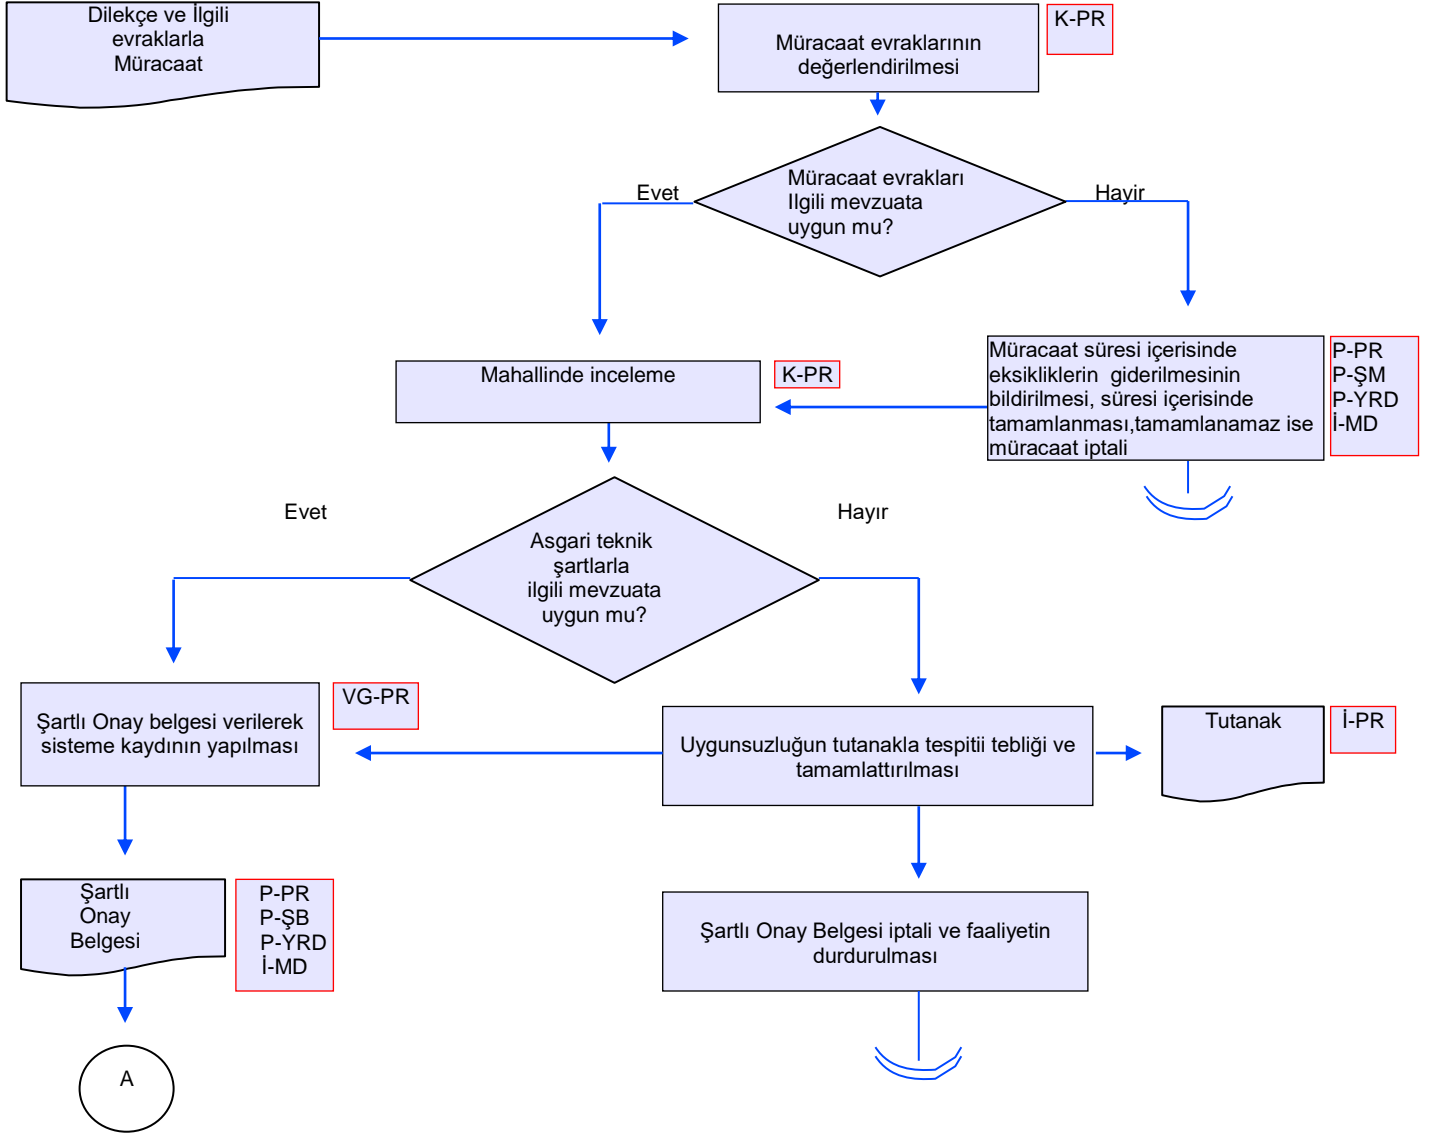 Dilekçe ve İlgili
evraklarla
Müracaat
Müracaat evraklarının
değerlendirilmesi
K-PR
Müracaat evrakları
Ilgili mevzuata
uygun mu?
Evet
Hayir
Mahallinde inceleme
K-PR
Müracaat süresi içerisinde
eksikliklerin giderilmesinin
bildirilmesi, süresi içerisinde
tamamlanması,tamamlanamaz ise
müracaat iptali
P-PR
P-ŞM
P-YRD
İ-MD
Evet
Hayır
Asgari teknik
şartlarla
ilgili mevzuata
uygun mu?
Şartlı Onay belgesi verilerek
sisteme kaydının yapılması
VG-PR
Uygunsuzluğun tutanakla tespitii tebliği ve
tamamlattırılması
Tutanak
İ-PR
Şartlı
Onay
Belgesi
P-PR
P-ŞB
P-YRD
İ-MD
Şartlı Onay Belgesi iptali ve faaliyetin
durdurulması
A